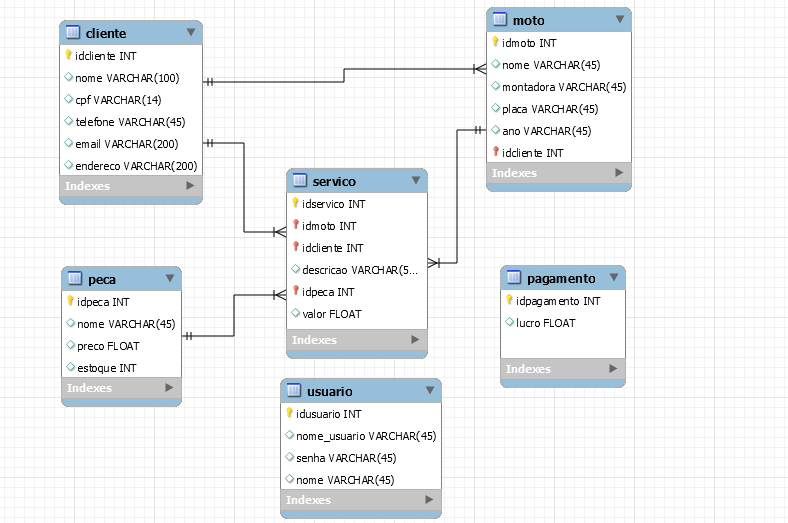 cliente
idcliente INT
nome VARCHAR(100)
cpf VARCHAR(14)
telefone VARCHAR(45)
email VARCHAR(200)
endereco VARCHAR(200)
Indexes
moto
idmoto INT
nome VARCHAR(45)
montadora VARCHAR(45)
placa VARCHAR(45)
ano VARCHAR(45)
idcliente INT
Indexes
servico
idservico INT
idmoto INT
idcliente INT
descricao VARCHAR(5...
idpeca INT
valor FLOAT
Indexes
peca
idpeca INT
nome VARCHAR(45)
preco FLOAT
estoque INT
Indexes
pagamento
idpagamento INT
lucro FLOAT
Indexes
usuario
idusuario INT
nome_usuario VARCHAR(45)
senha VARCHAR(45)
nome VARCHAR(45)
Indexes